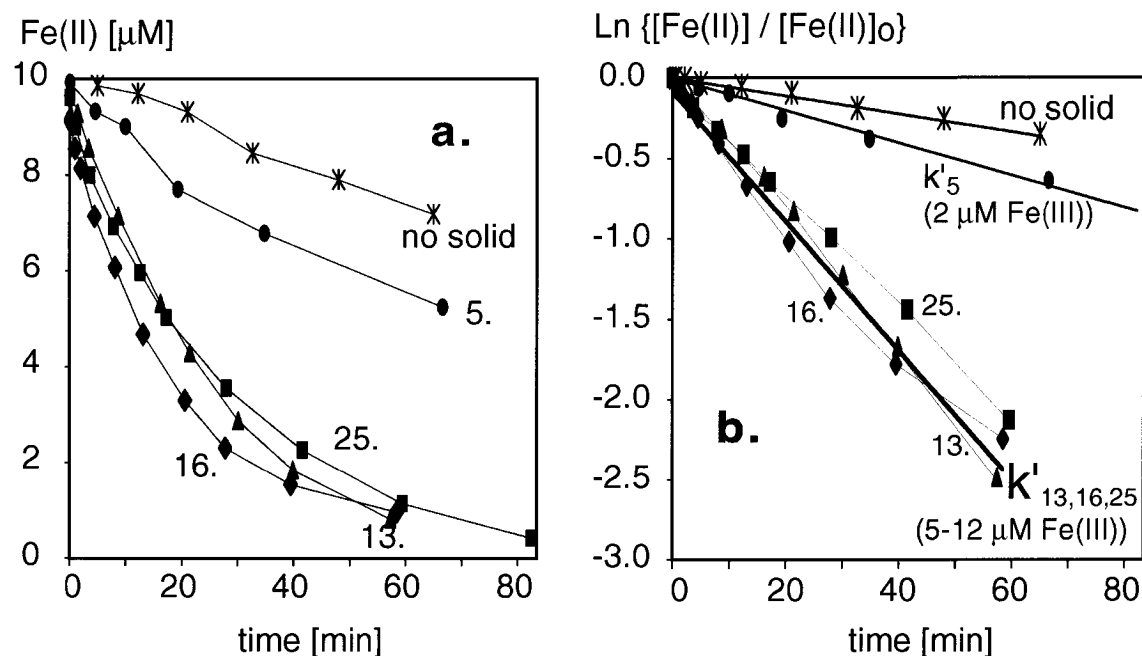 Fe(II) [μM]
10
8
6
4
2
0
a.
no solid
5.
25.
16.
13.
0 20 40 60 80
time [min]
Ln {[Fe(II)] / [Fe(II)]o}
0.0
-0.5
-1.0
-1.5
-2.0
-2.5
-3.0
no solid
k'5
(2 μM Fe(III))
25.
16.
b.
13.
k'13,16,25
(5-12 μM Fe(III))
0 20 40 60 80
time [min]